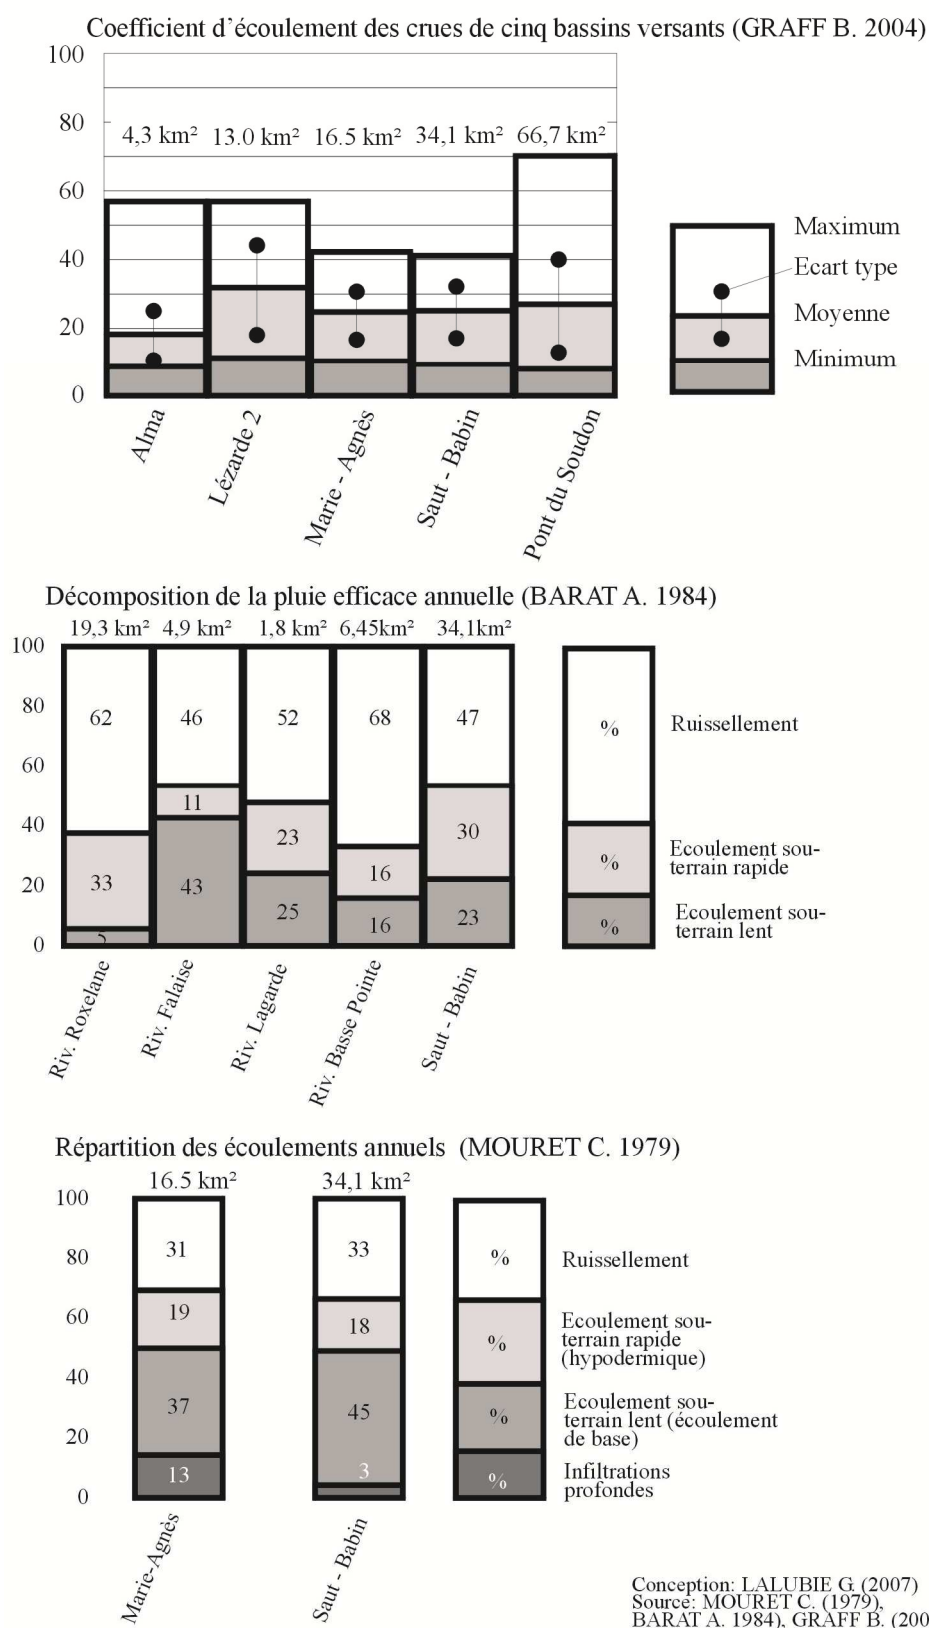 Coefficient d'écoulement des crues de cinq bassins versants (GRAFF B. 2004)
100
80
60
40
20
0
4,3 km² 13.0 km² 16.5 km² 34,1 km² 66,7 km²
Alma
Lézarde 2
Marie - Agnès
Saut - Babin
Pont du Soudon
Maximum
Ecart type
Moyenne
Minimum
Décomposition de la pluie efficace annuelle (BARAT A. 1984)
19,3 km² 4,9 km² 1,8 km² 6,45km² 34,1km²
100
80
60
40
20
0
62 46 52 68 47
33 11 23 16 30
5 43 25 16 23
Riv. Roxelane
Riv. Falaise
Riv. Lagarde
Riv. Basse Pointe
Saut - Babin
%
Ruissellement
%
Ecoulement sou-
terrain rapide
%
Ecoulement sou-
terrain lent
Répartition des écoulements annuels (MOURET C. 1979)
16.5 km² 34,1 km²
100
80
60
40
20
0
31 33
19 18
37 45
13 3
Marie-Agnès
Saut - Babin
%
Ruissellement
%
Ecoulement sou-
terrain rapide
(hypodermique)
%
Ecoulement sou-
terrain lent (écoulement
de base)
%
Infiltrations
profondes
Conception: LALUBIE G. (2007)
Source: MOURET C. (1979),
BARAT A. 1984), GRAFF B. (200